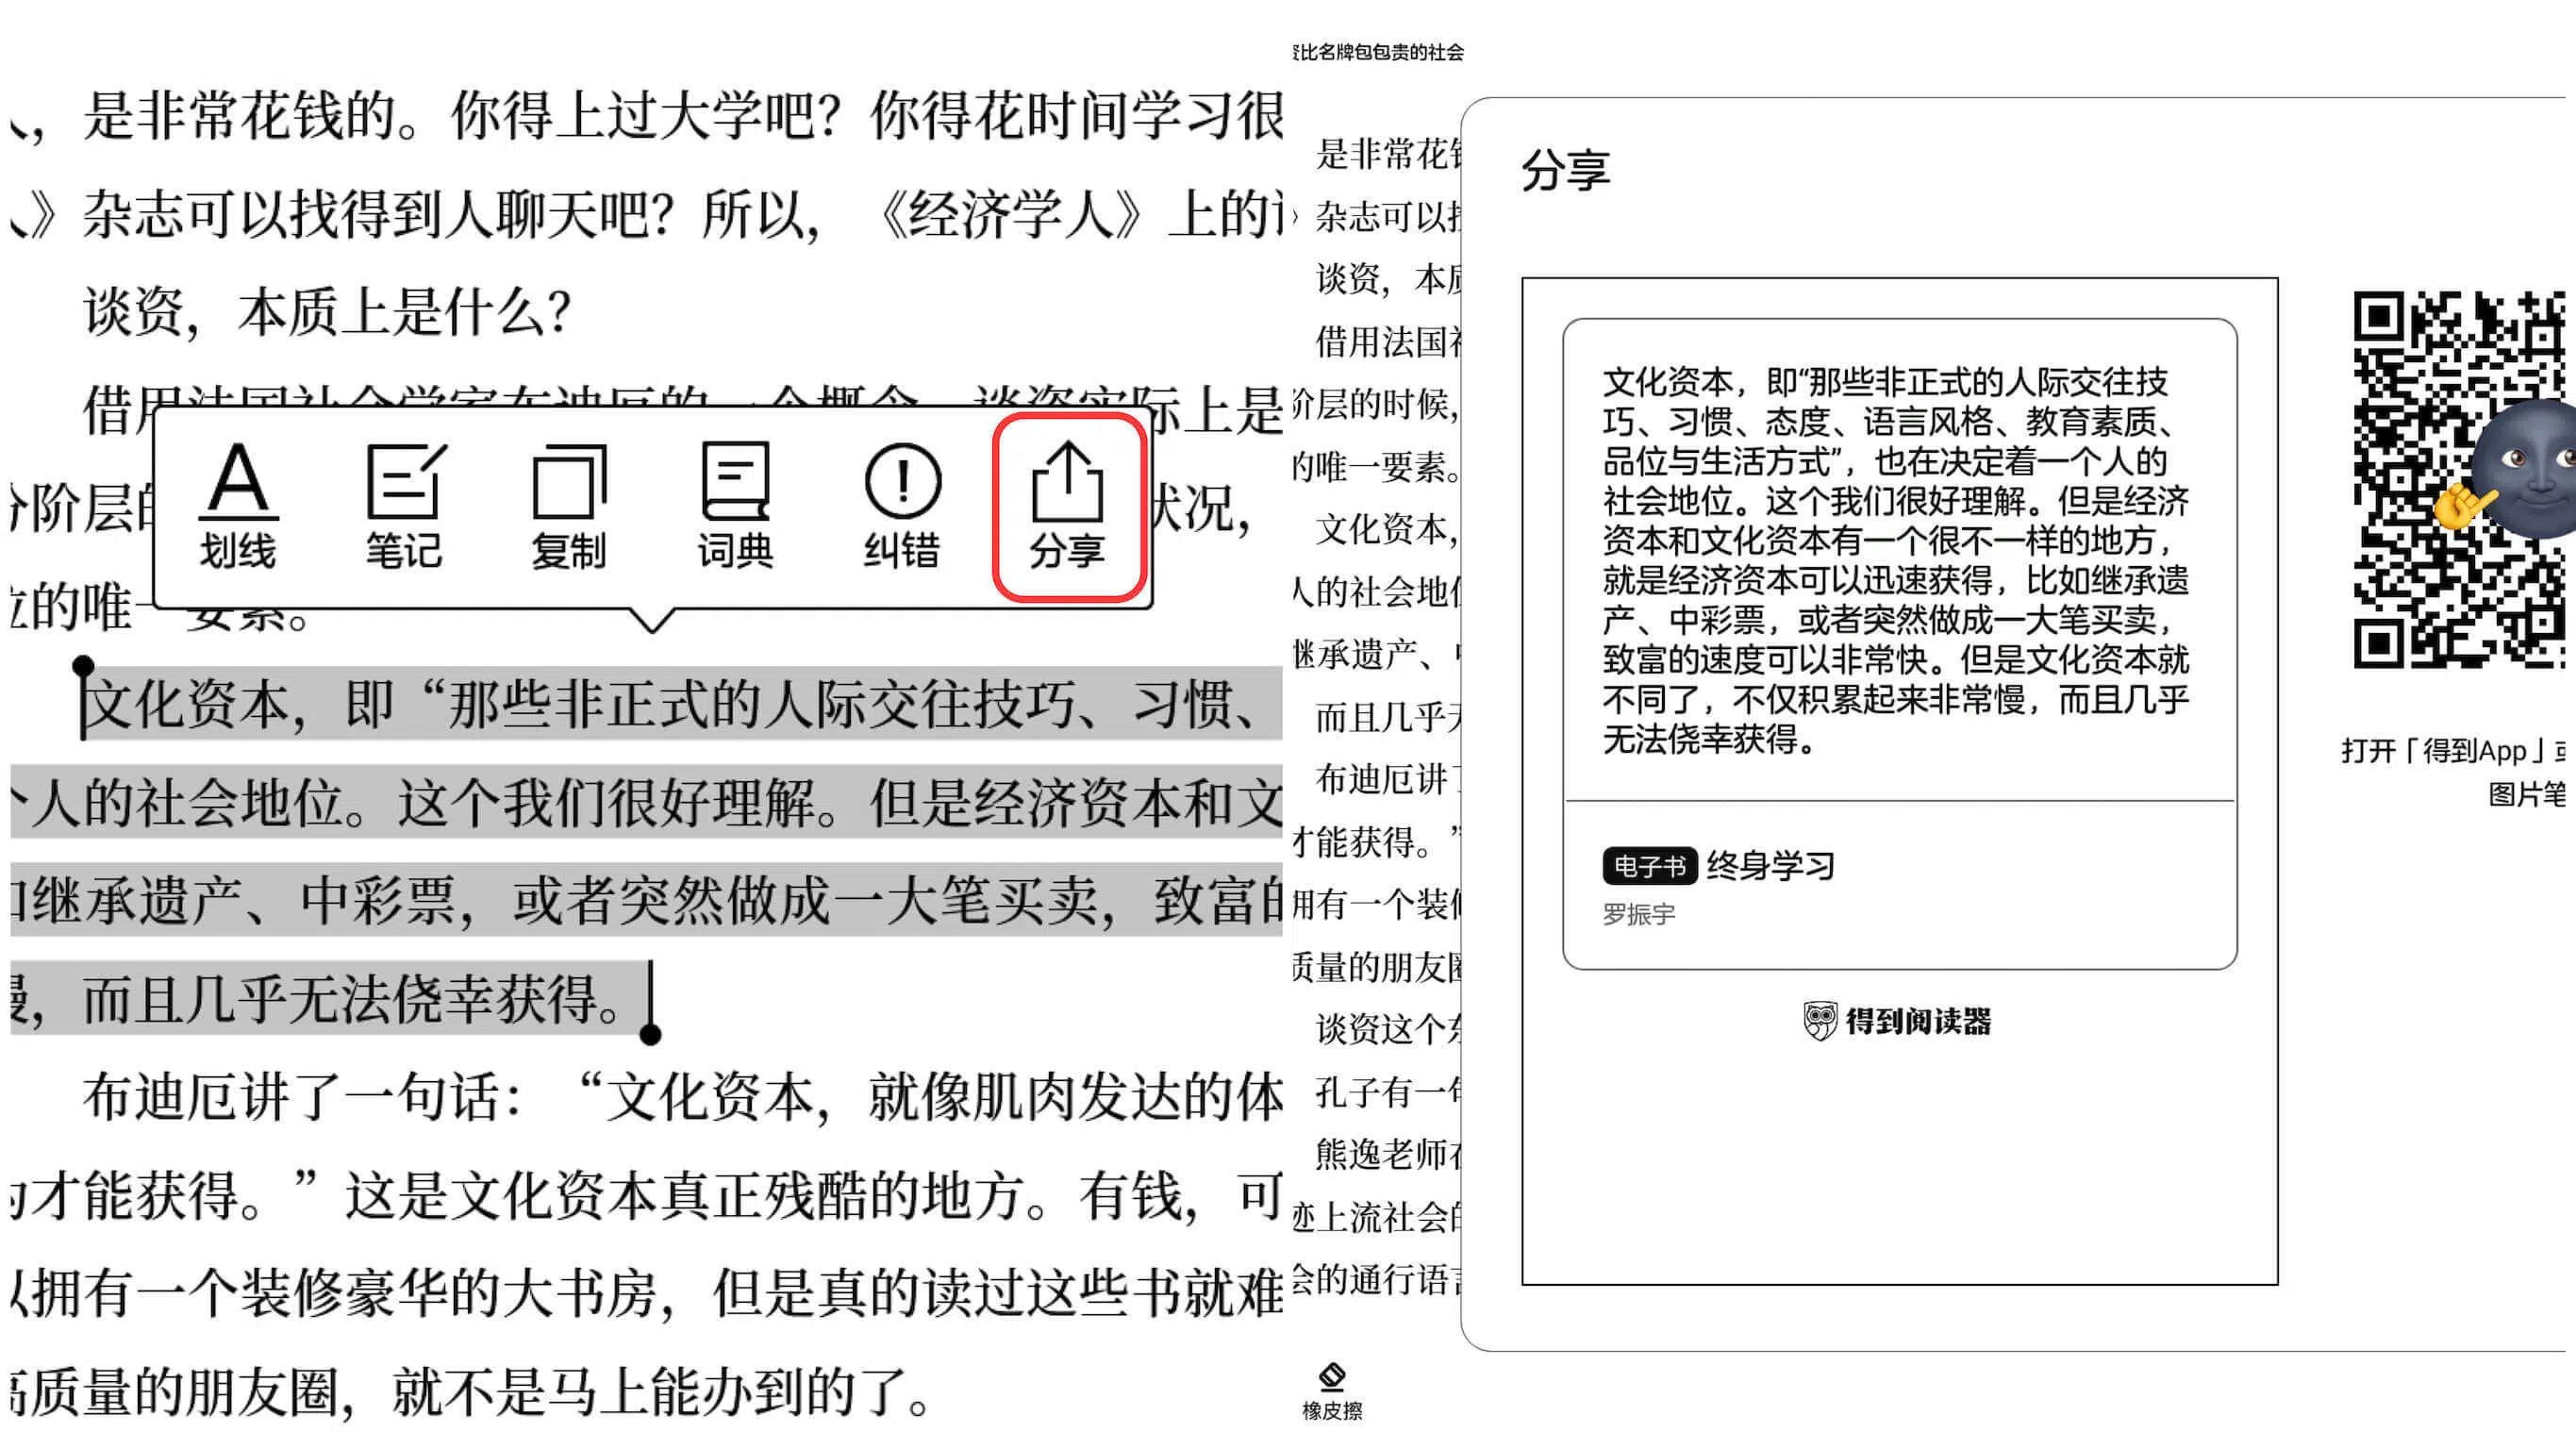 ，是非常花钱的。你得上过大学吧？你得花时间学习很
》杂志可以找得到人聊天吧？所以，《经济学人》上的
谈资，本质上是什么？
借用法国社会学家布迪厄的一个概念，谈资实际上是
阶层的
状况，
的唯一要素。
划线
笔记
复制
词典
纠错
分享
文化资本，即“那些非正式的人际交往技巧、习惯、
个人的社会地位。这个我们很好理解。但是经济资本和文
如继承遗产、中彩票，或者突然做成一大笔买卖，致富的
慢，而且几乎无法侥幸获得。
布迪厄讲了一句话：“文化资本，就像肌肉发达的体
才能获得。”这是文化资本真正残酷的地方。有钱，可
以拥有一个装修豪华的大书房，但是真的读过这些书就难
高质量的朋友圈，就不是马上能办到的了。
资比名牌包包贵的社会
是非常花钱
》杂志可以找
谈资，本质
借用法国社
阶层的时候，
的唯一要素。
文化资本，
人的社会地位
继承遗产、中
而且几乎无
布迪厄讲了
才能获得。”
拥有一个装修
质量的朋友圈
谈资这个东
孔子有一句
熊逸老师在
迹上流社会的
会的通行语言
橡皮擦
分享
文化资本，即“那些非正式的人际交往技
巧、习惯、态度、语言风格、教育素质、
品位与生活方式”，也在决定着一个人的
社会地位。这个我们很好理解。但是经济
资本和文化资本有一个很不一样的地方，
就是经济资本可以迅速获得，比如继承遗
产、中彩票，或者突然做成一大笔买卖，
致富的速度可以非常快。但是文化资本就
不同了，不仅积累起来非常慢，而且几乎
无法侥幸获得。
电子书 终身学习
罗振宇
得到阅读器
打开「得到App」或
图片笔